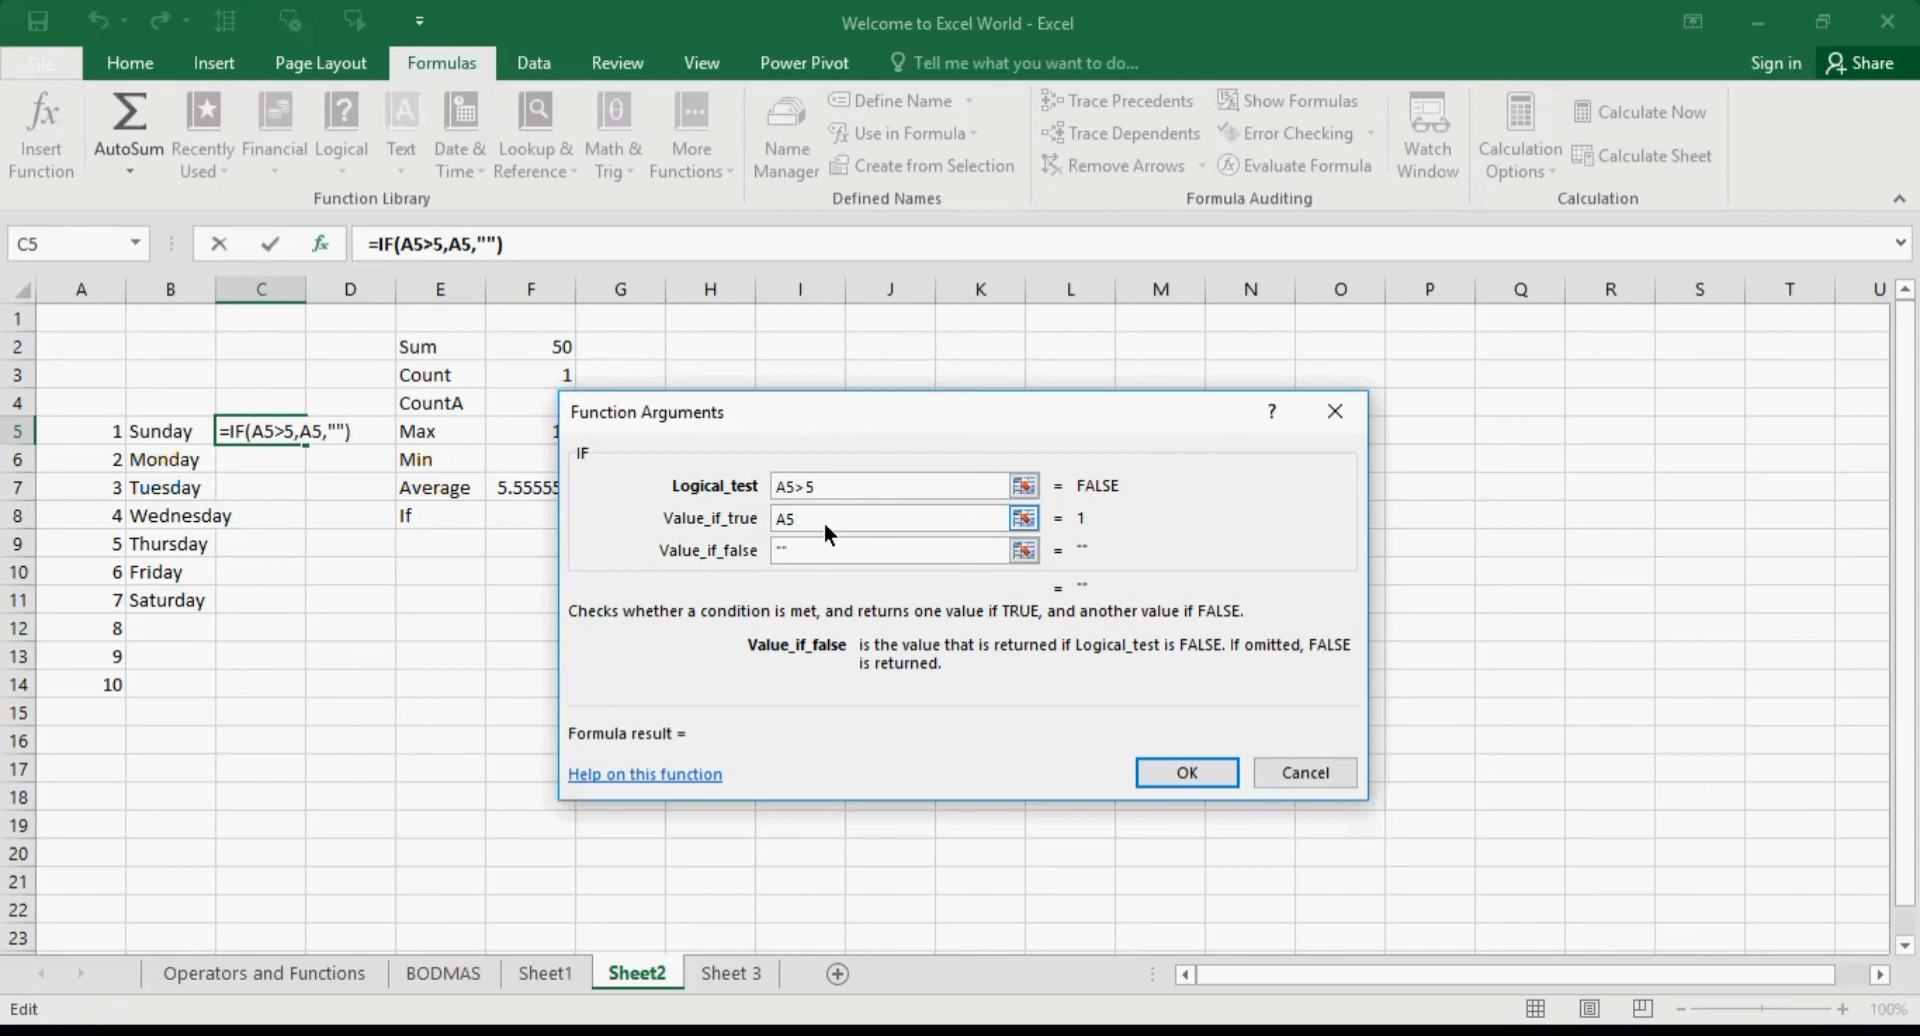 Welcome to Excel World - Excel
File Home Insert Page Layout Formulas Data Review View Power Pivot Tell me what you want to do... Sign in Share
Insert Function
AutoSum
Recently Used
Financial
Logical
Text
Date & Time
Lookup & Reference
Math & Trig
More Functions
Function Library
Name Manager
Define Name
Use in Formula
Create from Selection
Defined Names
Trace Precedents
Trace Dependents
Remove Arrows
Show Formulas
Error Checking
Evaluate Formula
Formula Auditing
Watch Window
Calculation Options
Calculate Now
Calculate Sheet
Calculation
C5 fx =IF(A5>5,A5,"")
A B C D E F G H I J K L M N O P Q R S T U
1
2 Sum 50
3 Count 1
4 CountA
5 1 Sunday =IF(A5>5,A5,"") Max 1
6 2 Monday Min
7 3 Tuesday Average 5.55555
8 4 Wednesday If
9 5 Thursday
10 6 Friday
11 7 Saturday
12 8
13 9
14 10
15
16
17
18
19
20
21
22
23
Function Arguments ?
IF
Logical_test A5>5 = FALSE
Value_if_true A5 = 1
Value_if_false "" = ""
= ""
Checks whether a condition is met, and returns one value if TRUE, and another value if FALSE.
Value_if_false is the value that is returned if Logical_test is FALSE. If omitted, FALSE
is returned.
Formula result =
Help on this function OK Cancel
Operators and Functions BODMAS Sheet1 Sheet2 Sheet 3
Edit 100%